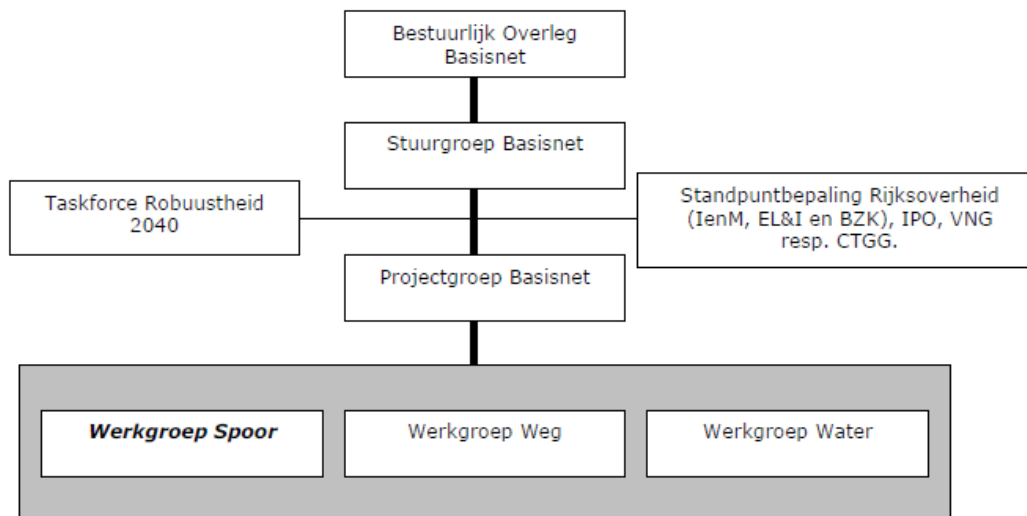 Bestuurlijk Overleg
Basisnet
Stuurgroep Basisnet
Taskforce Robuustheid
2040
Standpuntbepaling Rijksoverheid
(IenM, EL&I en BZK), IPO, VNG
resp. CTGG.
Projectgroep Basisnet
Werkgroep Spoor
Werkgroep Weg
Werkgroep Water